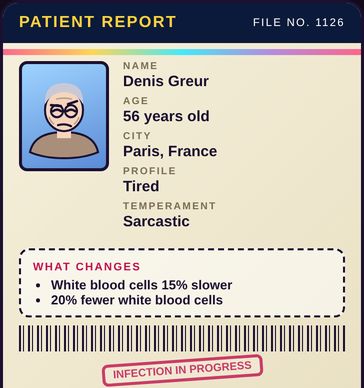 PATIENT REPORT FILE NO. 1126
NAME
Denis Greur
AGE
56 years old
CITY
Paris, France
PROFILE
Tired
TEMPERAMENT
Sarcastic
WHAT CHANGES
• White blood cells 15% slower
• 20% fewer white blood cells
INFECTION IN PROGRESS